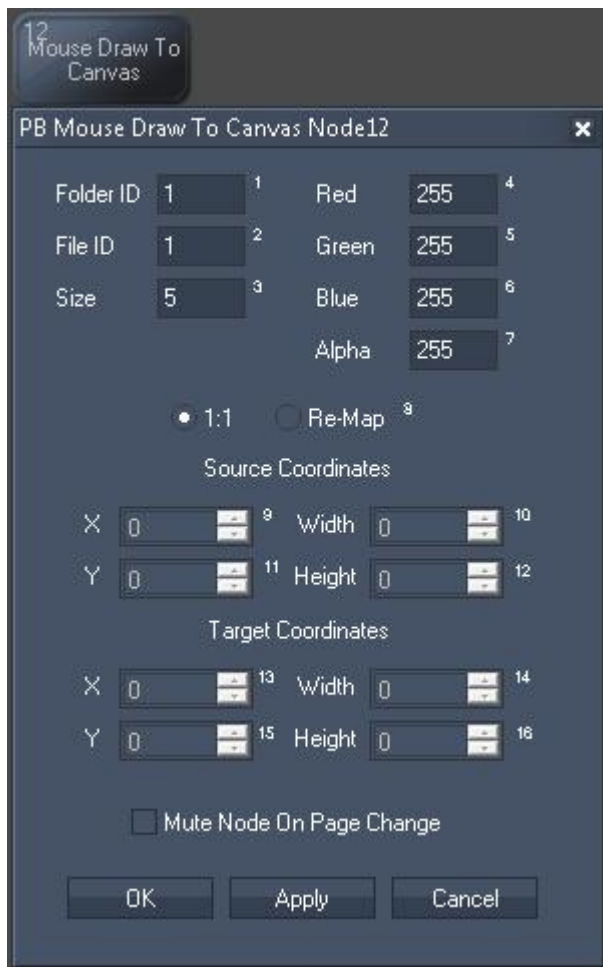 12
Mouse Draw To
Canvas
PB Mouse Draw To Canvas Node12
Folder ID 1 1 Red 255 4
File ID 1 2 Green 255 5
Size 5 3 Blue 255 6
Alpha 255 7
1:1 Re-Map 8
Source Coordinates
X 0 9 Width 0 10
Y 0 11 Height 0 12
Target Coordinates
X 0 13 Width 0 14
Y 0 15 Height 0 16
Mute Node On Page Change
OK Apply Cancel